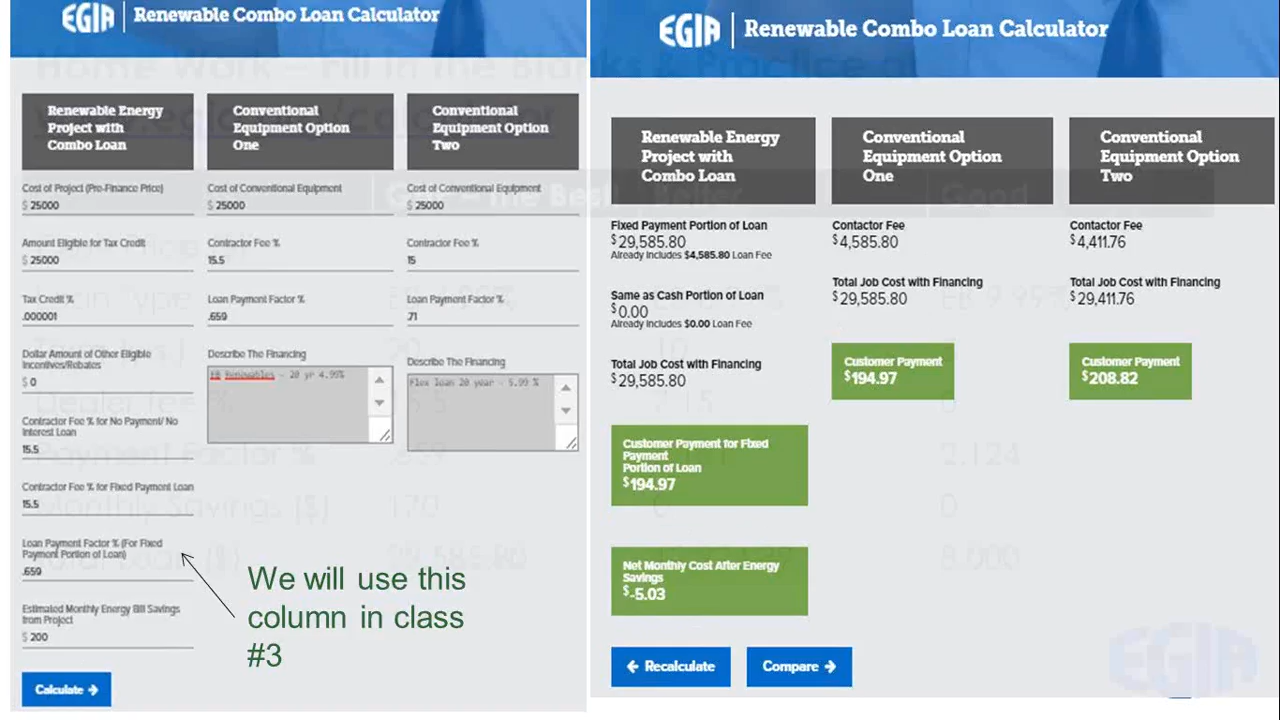 EGIA
Renewable Combo Loan Calculator
Renewable Energy
Project with
Combo Loan
Conventional
Equipment Option
One
Conventional
Equipment Option
Two
Cost of Project (Pre-Finance Price)
$ 25000
Cost of Conventional Equipment
$ 25000
Cost of Conventional Equipment
$ 25000
Amount Eligible for Tax Credit
$ 25000
Contractor Fee %
15.5
Contractor Fee %
15
Tax Credit %
.000001
Loan Payment Factor %
.659
Loan Payment Factor %
.71
Dollar Amount of Other Eligible
Incentives/Rebates
$ 0
Describe The Financing
EB Renewables - 20 yr 4.99%
Describe The Financing
Flex loan 20 year - 5.99 %
Contractor Fee % for No Payment/ No
Interest Loan
15.5
Contractor Fee % for Fixed Payment Loan
15.5
Loan Payment Factor % (For Fixed
Payment Portion of Loan)
.659
Estimated Monthly Energy Bill Savings
from Project
$ 200
Calculate
We will use this
column in class
#3
EGIA
Renewable Combo Loan Calculator
Renewable Energy
Project with
Combo Loan
Conventional
Equipment Option
One
Conventional
Equipment Option
Two
Fixed Payment Portion of Loan
$29,585.80
Already Includes $4,585.80 Loan Fee
Same as Cash Portion of Loan
$0.00
Already Includes $0.00 Loan Fee
Total Job Cost with Financing
$29,585.80
Contactor Fee
$4,585.80
Total Job Cost with Financing
$29,585.80
Customer Payment
$194.97
Contactor Fee
$4,411.76
Total Job Cost with Financing
$29,411.76
Customer Payment
$208.82
Customer Payment for Fixed
Payment
Portion of Loan
$194.97
Net Monthly Cost After Energy
Savings
$-5.03
Recalculate
Compare
EGIA